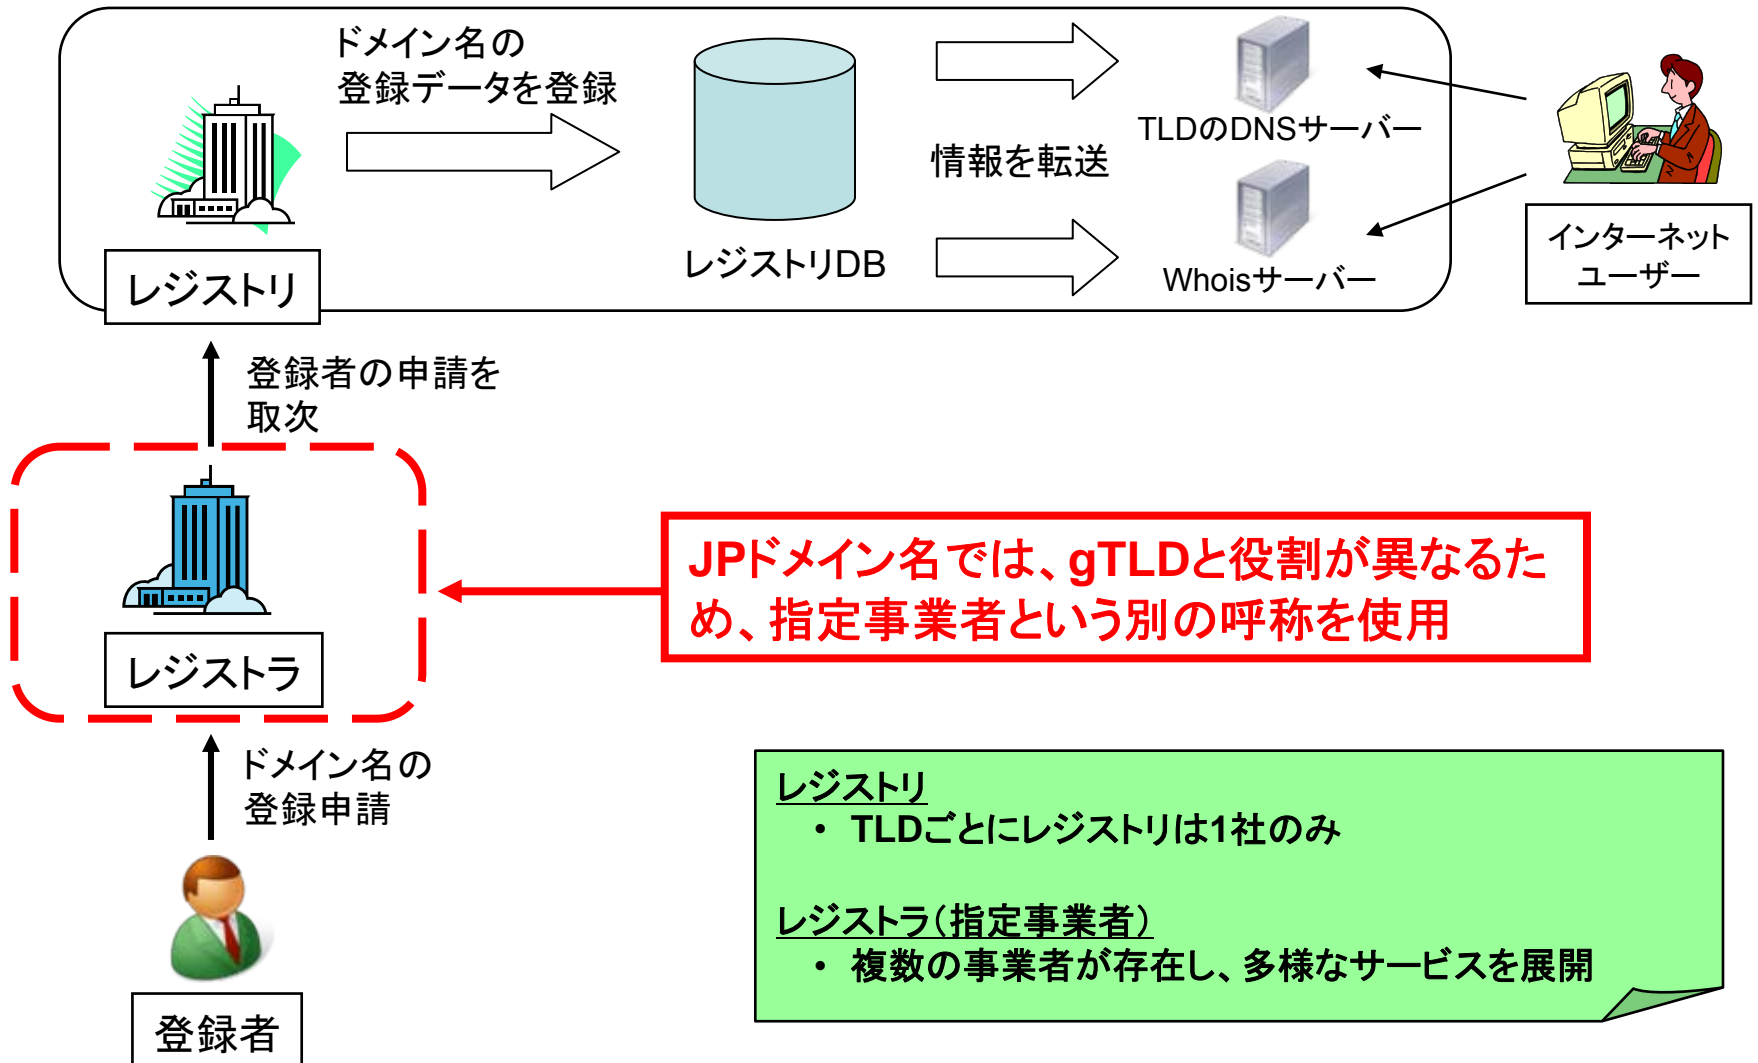 ドメイン名の
登録データを登録
TLDのDNSサーバー
情報を転送
レジストリDB
Whoisサーバー
レジストリ
インターネット
ユーザー
登録者の申請を
取次
レジストラ
JPドメイン名では、gTLDと役割が異なるた
め、指定事業者という別の呼称を使用
ドメイン名の
登録申請
登録者
レジストリ
• TLDごとにレジストリは1社のみ
レジストラ(指定事業者)
• 複数の事業者が存在し、多様なサービスを展開